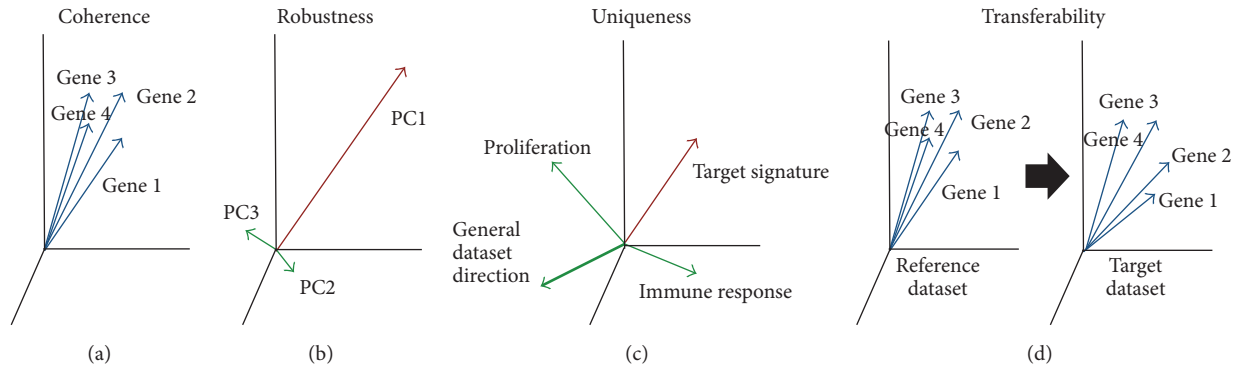 Coherence
Gene 3
Gene 2
Gene 4
Gene 1
(a)
Robustness
PC1
PC3
PC2
(b)
Uniqueness
Proliferation
Target signature
General
dataset
direction
Immune response
(c)
Transferability
Gene 3
Gene 4
Gene 2
Gene 1
Reference
dataset
Gene 3
Gene 4
Gene 2
Gene 1
Target
dataset
(d)